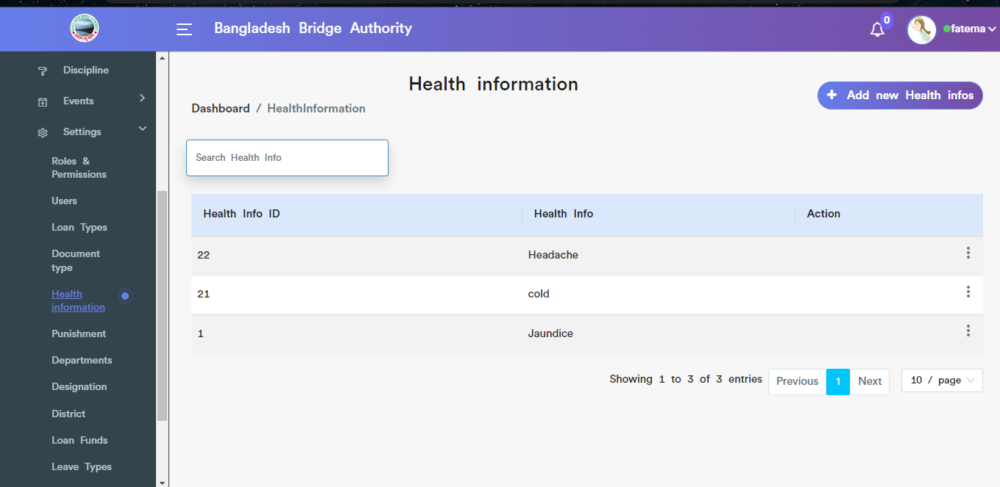 Bangladesh Bridge Authority
0
fatema
Discipline
Events
Settings
Roles &
Permissions
Users
Loan Types
Document
type
Health
information
Punishment
Departments
Designation
District
Loan Funds
Leave Types
Health information
Dashboard / HealthInformation
+ Add new Health infos
Search Health Info
Health Info ID Health Info Action
22 Headache
21 cold
1 Jaundice
Showing 1 to 3 of 3 entries Previous 1 Next 10 / page